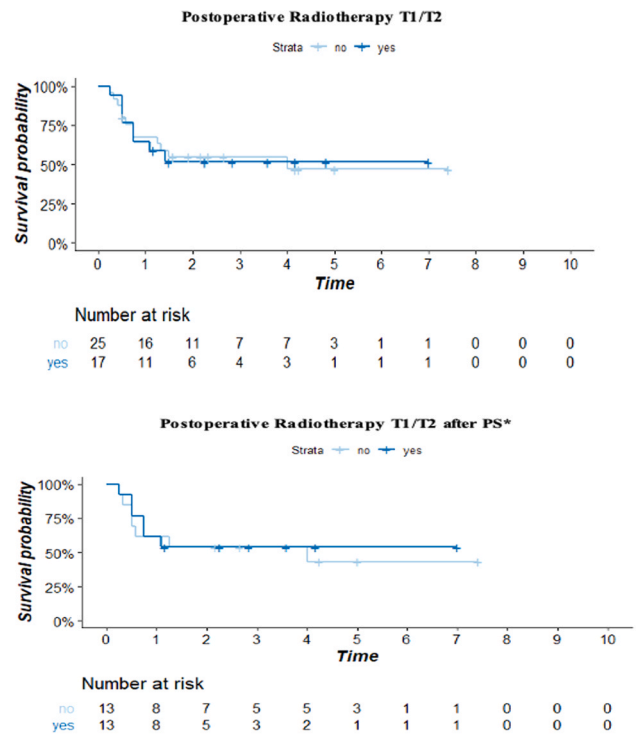 Postoperative Radiotherapy T1/T2
Strata no yes
Survival probability
100%
75%
50%
25%
0%
0 1 2 3 4 5 6 7 8 9 10
Time
Number at risk
no 25 16 11 7 7 3 1 1 0 0 0
yes 17 11 6 4 3 1 1 1 0 0 0
Postoperative Radiotherapy T1/T2 after PS*
Strata no yes
Survival probability
100%
75%
50%
25%
0%
0 1 2 3 4 5 6 7 8 9 10
Time
Number at risk
no 13 8 7 5 5 3 1 1 0 0 0
yes 13 8 5 3 2 1 1 1 0 0 0